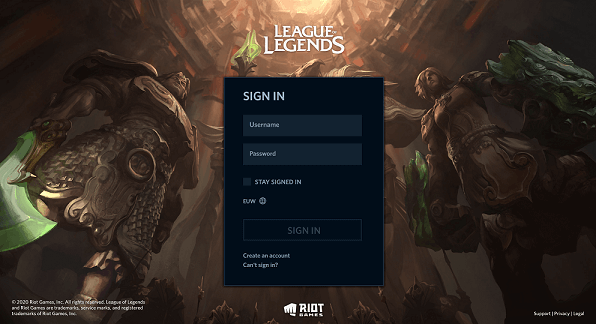 LEAGUE OF
LEGENDS
SIGN IN
Username
Password
STAY SIGNED IN
EUW
SIGN IN
Create an account
Can't sign in?
© 2020 Riot Games, Inc. All rights reserved. League of Legends
and Riot Games are trademarks, service marks, and registered
trademarks of Riot Games, Inc.
RIOT
GAMES
Support | Privacy | Legal